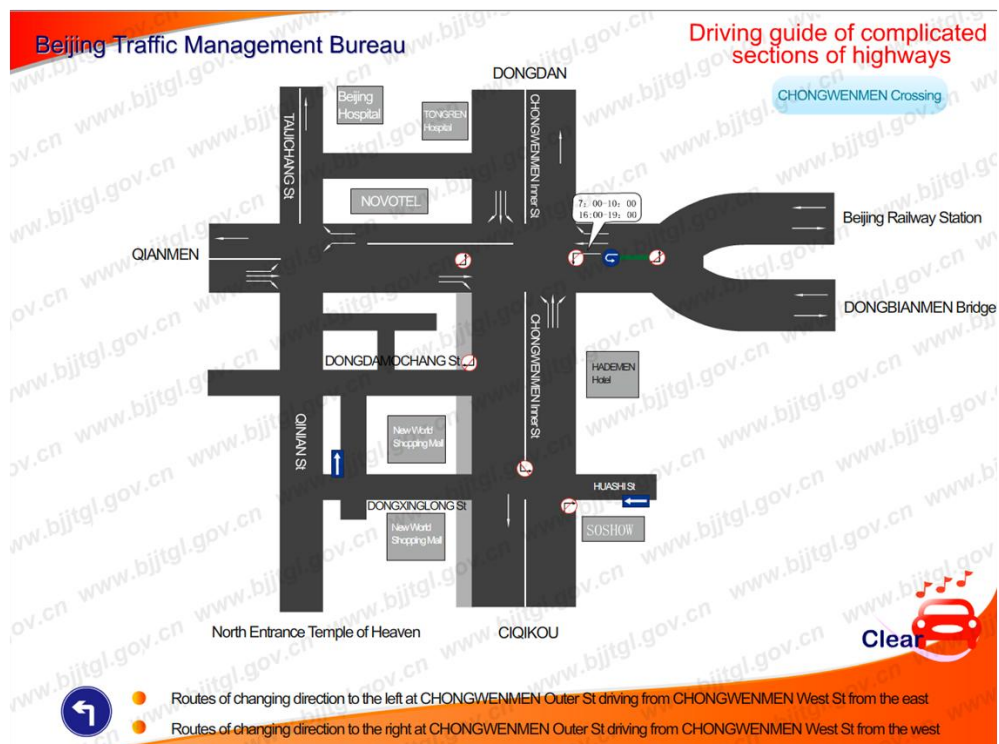 Beijing Traffic Management Bureau
Driving guide of complicated
sections of highways
CHONGWENMEN Crossing
DONGDAN
Beijing
Hospital
TONGREN
Hospital
TAIJICHANG St
CHONGWENMEN Inner St
NOVOTEL
7：00-10：00
16:00-19：00
Beijing Railway Station
QIANMEN
DONGBIANMEN Bridge
DONGDAMOCHANG St
CHONGWENMEN Inner St
HADEMEN
Hotel
QINIAN St
New World
Shopping Mall
HUASHI St
DONGXINGLONG St
New World
Shopping Mall
SOSHOW
North Entrance Temple of Heaven
CIQIKOU
Clear
Routes of changing direction to the left at CHONGWENMEN Outer St driving from CHONGWENMEN West St from the east
Routes of changing direction to the right at CHONGWENMEN Outer St driving from CHONGWENMEN West St from the west
www.bjjtgl.gov.cn